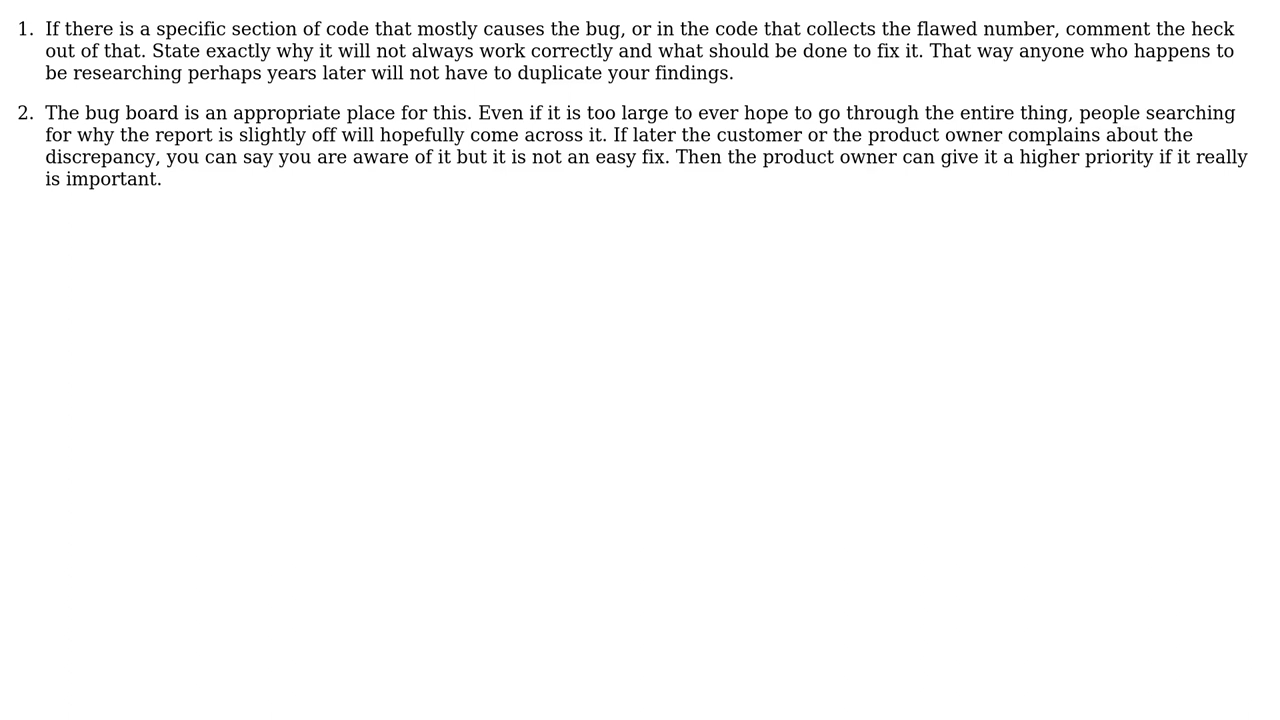 1. If there is a specific section of code that mostly causes the bug, or in the code that collects the flawed number, comment the heck
out of that. State exactly why it will not always work correctly and what should be done to fix it. That way anyone who happens to
be researching perhaps years later will not have to duplicate your findings.
2. The bug board is an appropriate place for this. Even if it is too large to ever hope to go through the entire thing, people searching
for why the report is slightly off will hopefully come across it. If later the customer or the product owner complains about the
discrepancy, you can say you are aware of it but it is not an easy fix. Then the product owner can give it a higher priority if it really
is important.